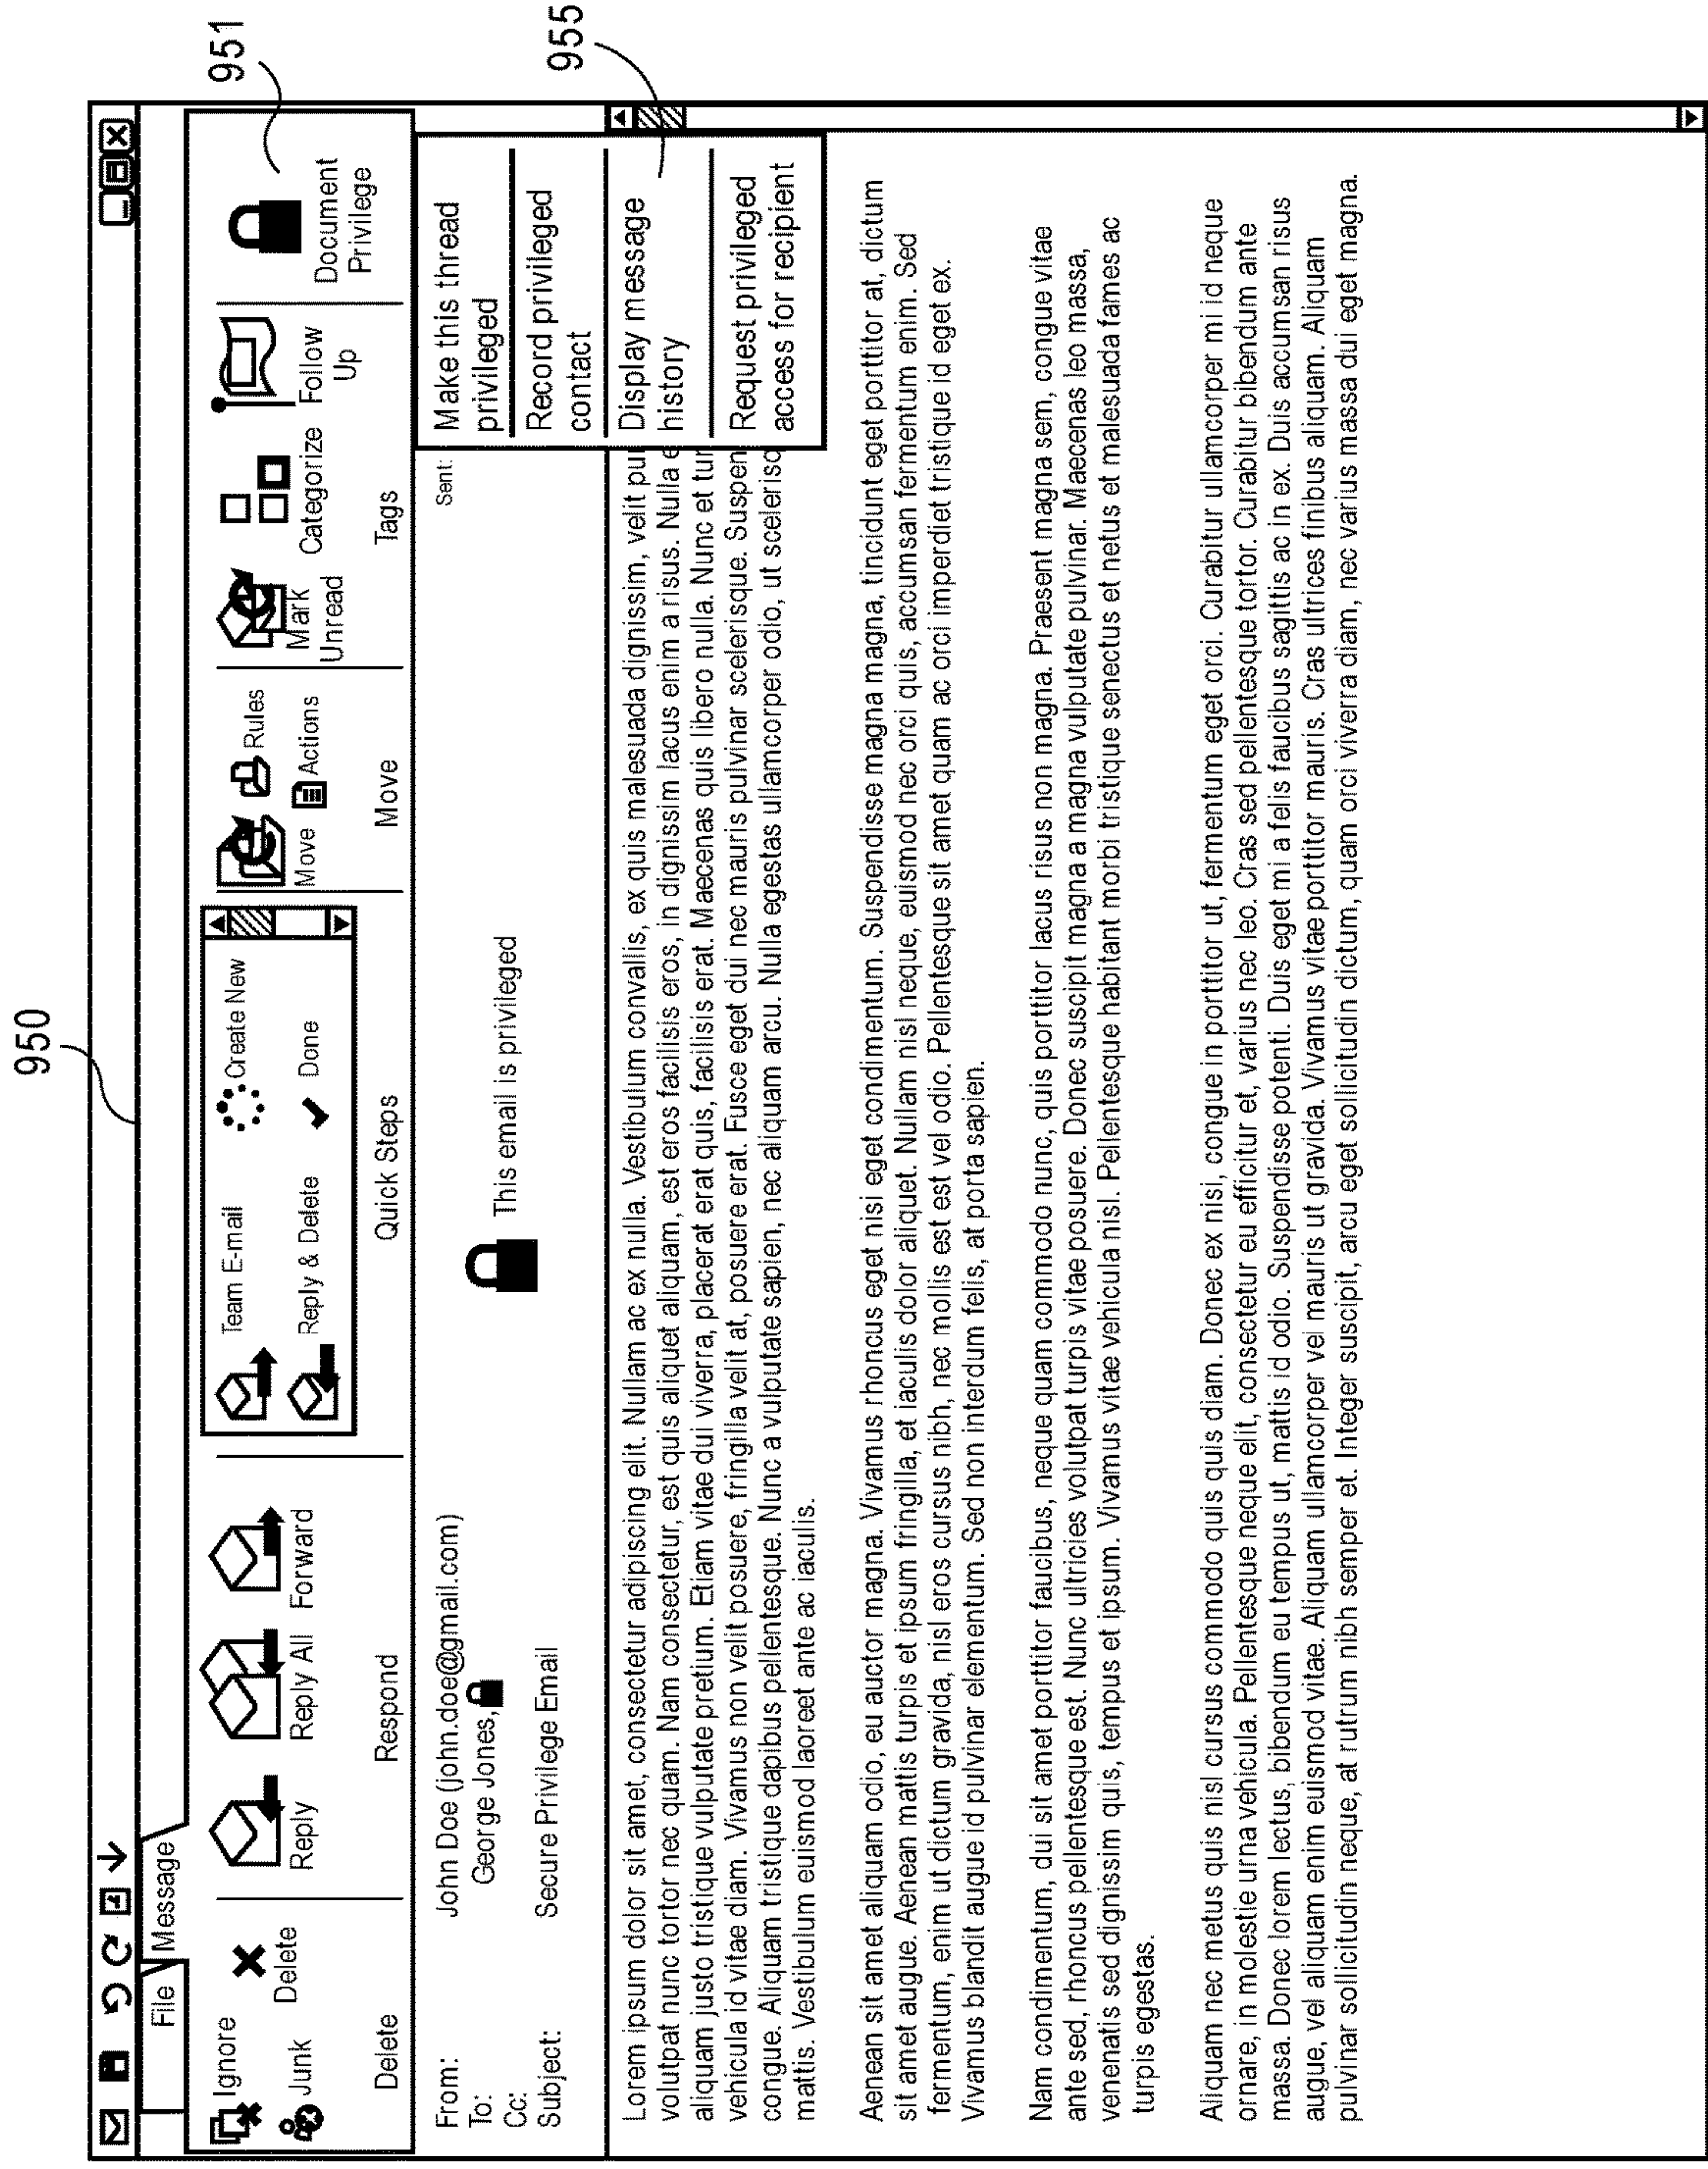 950
951
955
File
Message
Ignore
Junk
Delete
Delete
Reply
Reply All
Forward
Respond
Team E-mail
Reply & Delete
Create New
Done
Quick Steps
Move
Rules
Actions
Move
Mark
Unread
Categorize
Follow
Up
Tags
Document
Privilege
From:
John Doe (john.doe@gmail.com)
To:
George Jones,
Cc:
Subject:
Secure Privilege Email
This email is privileged
Sent:
Make this thread
privileged
Record privileged
contact
Display message
history
Request privileged
access for recipient
Lorem ipsum dolor sit amet, consectetur adipiscing elit. Nullam ac ex nulla. Vestibulum convallis, ex quis malesuada dignissim, velit pur
volutpat nunc tortor nec quam. Nam consectetur, est quis aliquet aliquam, est eros facilisis eros, in dignissim lacus enim a risus. Nulla e
aliquam justo tristique vulputate pretium. Etiam vitae dui viverra, placerat erat quis, facilisis erat. Maecenas quis libero nulla. Nunc et tur
vehicula id vitae diam. Vivamus non velit posuere, fringilla velit at, posuere erat. Fusce eget dui nec mauris pulvinar scelerisque. Suspen
congue. Aliquam tristique dapibus pellentesque. Nunc a vulputate sapien, nec aliquam arcu. Nulla egestas ullamcorper odio, ut scelerisq
mattis. Vestibulum euismod laoreet ante ac iaculis.
Aenean sit amet aliquam odio, eu auctor magna. Vivamus rhoncus eget nisi eget condimentum. Suspendisse magna magna, tincidunt eget porttitor at, dictum
sit amet augue. Aenean mattis turpis et ipsum fringilla, et iaculis dolor aliquet. Nullam nisl neque, euismod nec orci quis, accumsan fermentum enim. Sed
fermentum, enim ut dictum gravida, nisl eros cursus nibh, nec mollis est est vel odio. Pellentesque sit amet quam ac orci imperdiet tristique id eget ex.
Vivamus blandit augue id pulvinar elementum. Sed non interdum felis, at porta sapien.
Nam condimentum, dui sit amet porttitor faucibus, neque quam commodo nunc, quis porttitor lacus risus non magna. Praesent magna sem, congue vitae
ante sed, rhoncus pellentesque est. Nunc ultricies volutpat turpis vitae posuere. Donec suscipit magna a magna vulputate pulvinar. Maecenas leo massa,
venenatis sed dignissim quis, tempus et ipsum. Vivamus vitae vehicula nisl. Pellentesque habitant morbi tristique senectus et netus et malesuada fames ac
turpis egestas.
Aliquam nec metus quis nisl cursus commodo quis quis diam. Donec ex nisi, congue in porttitor ut, fermentum eget orci. Curabitur ullamcorper mi id neque
ornare, in molestie urna vehicula. Pellentesque neque elit, consectetur eu efficitur et, varius nec leo. Cras sed pellentesque tortor. Curabitur bibendum ante
massa. Donec lorem lectus, bibendum eu tempus ut, mattis id odio. Suspendisse potenti. Duis eget mi a felis faucibus sagittis ac in ex. Duis accumsan risus
augue, vel aliquam enim euismod vitae. Aliquam ullamcorper vel mauris ut gravida. Vivamus vitae porttitor mauris. Cras ultrices finibus aliquam. Aliquam
pulvinar sollicitudin neque, at rutrum nibh semper et. Integer suscipit, arcu eget sollicitudin dictum, quam orci viverra diam, nec varius massa dui eget magna.